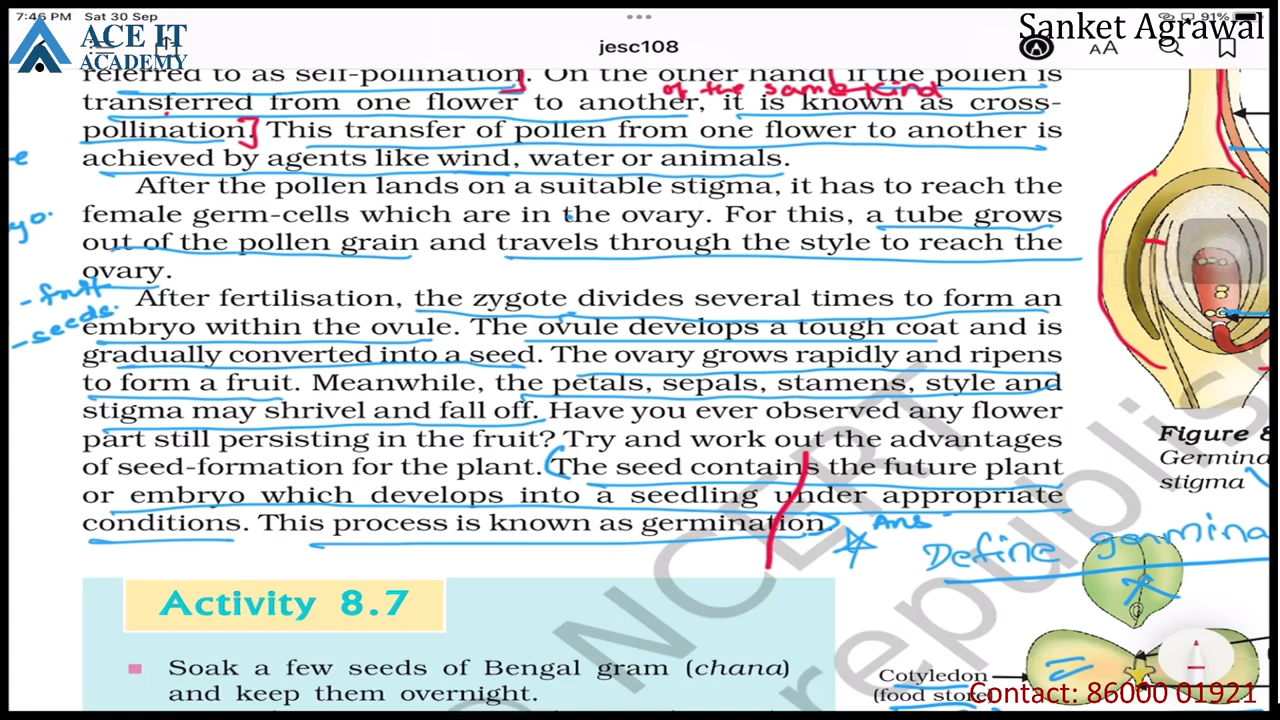 7:46 PM Sat 30 Sep
91%
Sanket Agrawal
ACE IT
ACADEMY
jesc108
AA
referred to as self-pollination]. On the other hand [ if the pollen is
of the same kind
transferred from one flower to another, it is known as cross-
pollination.] This transfer of pollen from one flower to another is
achieved by agents like wind, water or animals.
After the pollen lands on a suitable stigma, it has to reach the
female germ-cells which are in the ovary. For this, a tube grows
out of the pollen grain and travels through the style to reach the
ovary.
- fruit
- seeds.
After fertilisation, the zygote divides several times to form an
embryo within the ovule. The ovule develops a tough coat and is
gradually converted into a seed. The ovary grows rapidly and ripens
to form a fruit. Meanwhile, the petals, sepals, stamens, style and
stigma may shrivel and fall off. Have you ever observed any flower
part still persisting in the fruit? Try and work out the advantages
of seed-formation for the plant. (The seed contains the future plant
or embryo which develops into a seedling under appropriate
conditions. This process is known as germination)
Ans
Define germina
Figure 8
Germina
stigma
NCERT
republis
Activity 8.7
Soak a few seeds of Bengal gram (chana)
and keep them overnight.
Cotyledon
(food store)
Contact: 86000 01921